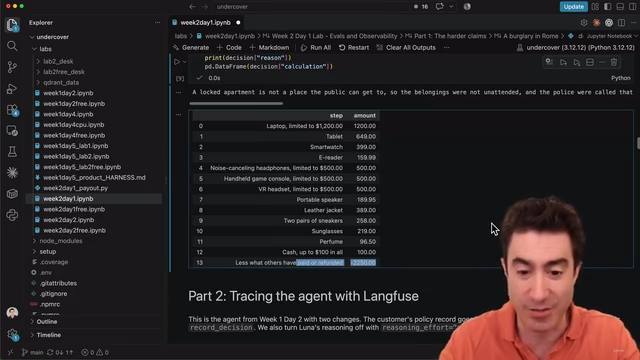 undercover
16
Update
Explorer
undercover
labs
lab2_desk
lab2free_desk
qdrant_data
week1day2.ipynb
week1day2free.ipynb
week1day4.ipynb
week1day4cpu.ipynb
week1day4free.ipynb
week1day5_lab1.ipynb
week1day5_lab2.ipynb
week1day5_lab2free.ipynb
week1day5_product_HARNESS.md
week2day1_payout.py
week2day1.ipynb
week2day1free.ipynb
week2day2.ipynb
week2day2free.ipynb
node_modules
setup
.coverage
.gitattributes
.gitignore
.npmrc
Outline
Timeline
week2day1.ipynb
labs > week2day1.ipynb > Week 2 Day 1 Lab - Evals and Observability > Part 1: The harder claims > A burglary in Rome
Generate + Code + Markdown Run All Restart Clear All Outputs Jupyter Variables ... undercover (3.12.12) (Python 3.12.12)
print(decision["reason"])
pd.DataFrame(decision["calculation"])
0.0s
Python
A locked apartment is not a place the public can get to, so the belongings were not unattended, and the police were called that
step amount
0 Laptop, limited to $1,200.00 1200.00
1 Tablet 649.00
2 Smartwatch 399.00
3 E-reader 159.99
4 Noise-canceling headphones, limited to $500.00 500.00
5 Handheld game console, limited to $500.00 500.00
6 VR headset, limited to $500.00 500.00
7 Portable speaker 189.95
8 Leather jacket 389.00
9 Two pairs of sneakers 258.00
10 Sunglasses 219.00
11 Perfume 96.50
12 Cash, up to $100 in all 100.00
13 Less what others have paid or refunded -2250.00
Part 2: Tracing the agent with Langfuse
This is the agent from Week 1 Day 2 with two changes. The customer's policy record goes
record_decision. We also turn Luna's reasoning off with reasoning_effort=